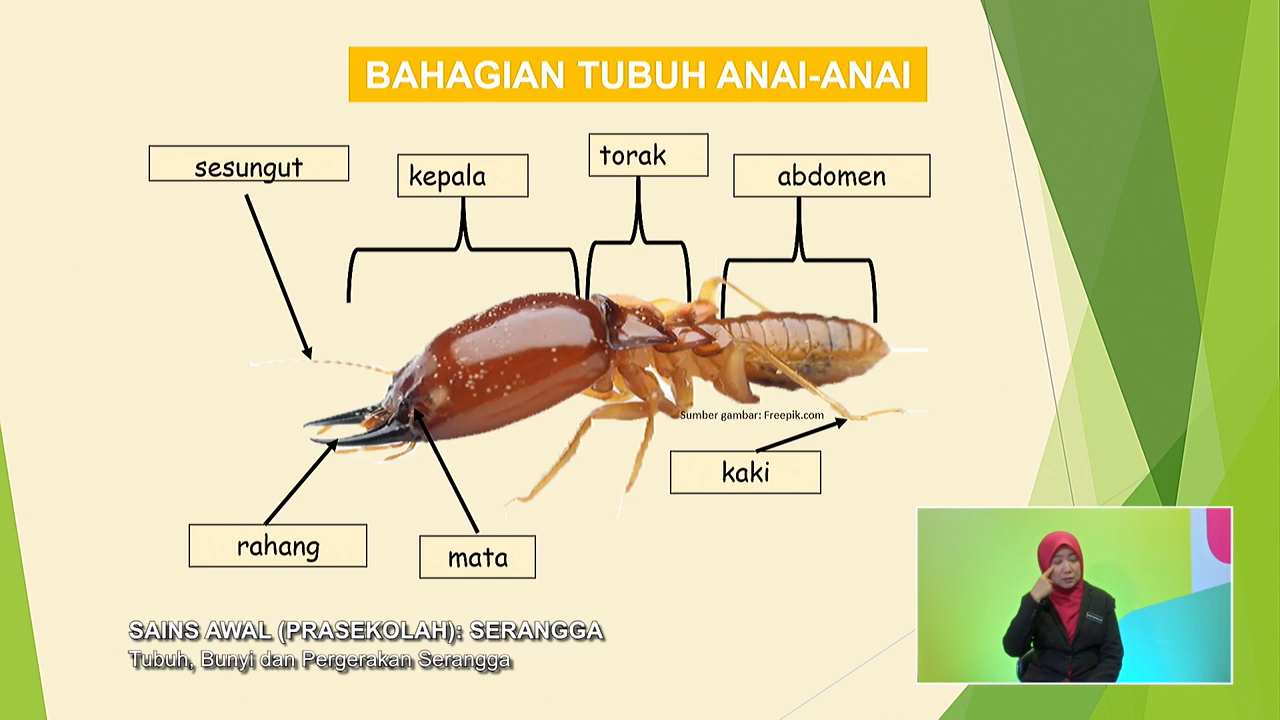 BAHAGIAN TUBUH ANAI-ANAI
sesungut
kepala
torak
abdomen
Sumber gambar: Freepik.com
kaki
rahang
mata
SAINS AWAL (PRASEKOLAH): SERANGGA
Tubuh, Bunyi dan Pergerakan Serangga